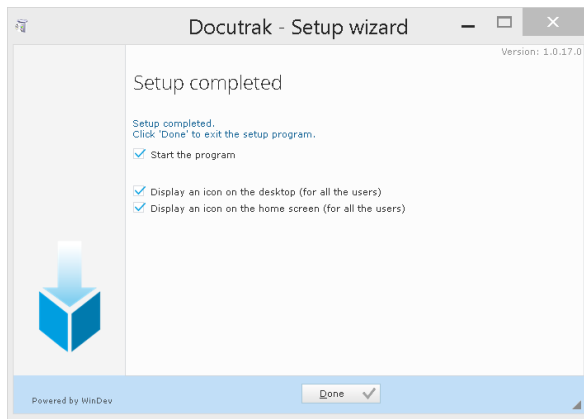 Docutrak - Setup wizard
Version: 1.0.17.0
Setup completed
Setup completed.
Click 'Done' to exit the setup program.
Start the program
Display an icon on the desktop (for all the users)
Display an icon on the home screen (for all the users)
Powered by WinDev
Done